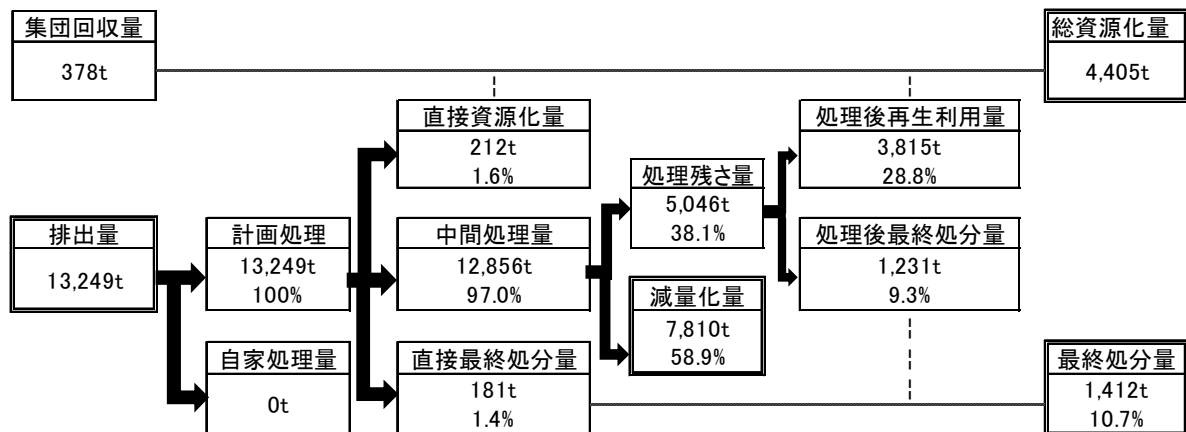 集団回収量
378t
総資源化量
4,405t
直接資源化量
212t
1.6%
処理後再生利用量
3,815t
28.8%
処理残さ量
5,046t
38.1%
排出量
13,249t
計画処理
13,249t
100%
中間処理量
12,856t
97.0%
処理後最終処分量
1,231t
9.3%
減量化量
7,810t
58.9%
自家処理量
0t
直接最終処分量
181t
1.4%
最終処分量
1,412t
10.7%